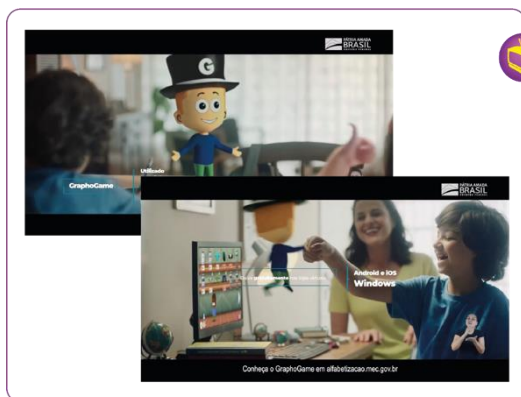 PÁTRIA AMADA
BRASIL
G
Utilizado
GraphoGame
PÁTRIA AMADA
BRASIL
Android e iOS
Windows
Conheça o GraphoGame em alfabetizacao.mec.gov.br